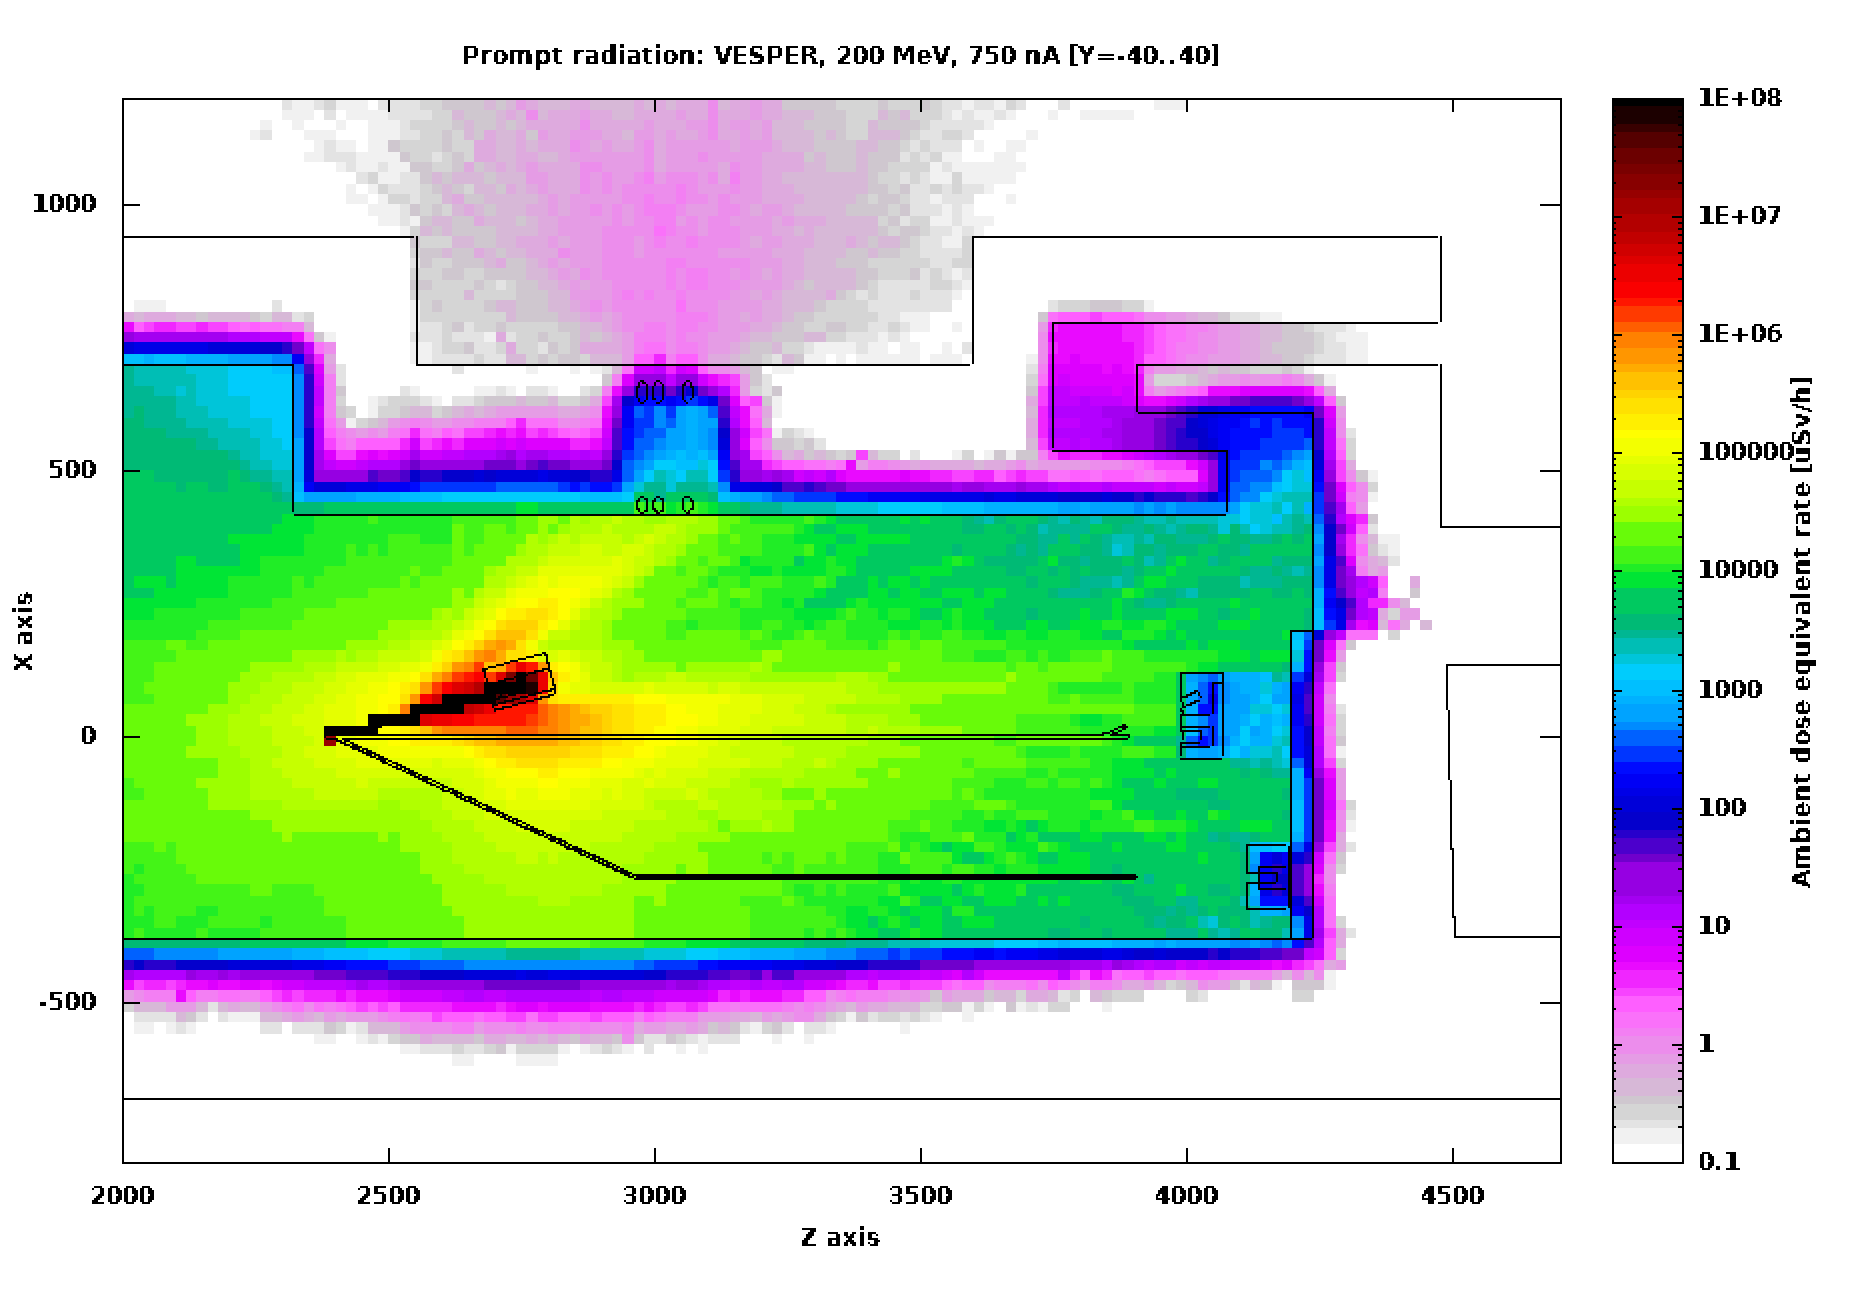 Prompt radiation: VESPER, 200 MeV, 750 nA [Y=-40..40]
1E+08
1E+07
1E+06
100000
10000
1000
100
10
1
0.1
Ambient dose equivalent rate [uSv/h]
1000
500
0
-500
X axis
2000 2500 3000 3500 4000 4500
Z axis